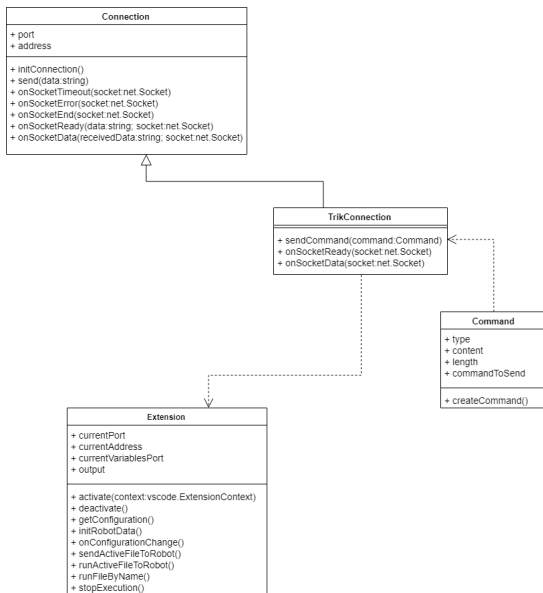 Connection
+ port
+ address
+ initConnection()
+ send(data:string)
+ onSocketTimeout(socket:net.Socket)
+ onSocketError(socket:net.Socket)
+ onSocketEnd(socket:net.Socket)
+ onSocketReady(data:string; socket:net.Socket)
+ onSocketData(receivedData:string; socket:net.Socket)
TrikConnection
+ sendCommand(command:Command)
+ onSocketReady(socket:net.Socket)
+ onSocketData(socket:net.Socket)
Command
+ type
+ content
+ length
+ commandToSend
+ createCommand()
Extension
+ currentPort
+ currentAddress
+ currentVariablesPort
+ output
+ activate(context:vscode.ExtensionContext)
+ deactivate()
+ getConfiguration()
+ initRobotData()
+ onConfigurationChange()
+ sendActiveFileToRobot()
+ runActiveFileToRobot()
+ runFileByName()
+ stopExecution()